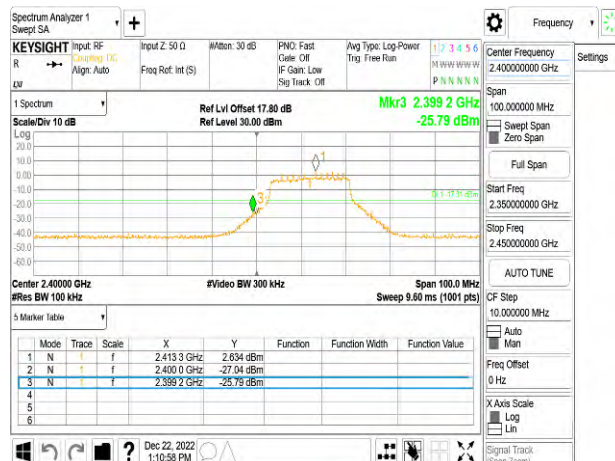 Spectrum Analyzer 1
Swept SA
Frequency
KEYSIGHT Input: RF Input Z: 50 Ω #Atten: 30 dB PNO: Fast Avg Type: Log-Power 1 2 3 4 5 6
R Coupling: DC Gate: Off Trig: Free Run M W W W W W
Align: Auto Freq Ref: Int (S) IF Gain: Low
LXI Sig Track: Off P N N N N N
Center Frequency
2.400000000 GHz
Settings
Span
100.000000 MHz
Swept Span
Zero Span
Full Span
Start Freq
2.350000000 GHz
Stop Freq
2.450000000 GHz
AUTO TUNE
CF Step
10.000000 MHz
Auto
Man
Freq Offset
0 Hz
X Axis Scale
Log
Lin
Signal Track
(Span Zoom)
1 Spectrum
Ref Lvl Offset 17.80 dB Mkr3 2.399 2 GHz
Scale/Div 10 dB Ref Level 30.00 dBm -25.79 dBm
Log
20.0
10.0
0.00
-10.0
-20.0
-30.0
-40.0
-50.0
-60.0
1
3
DL1 -17.31 dBm
Center 2.40000 GHz #Video BW 300 kHz Span 100.0 MHz
#Res BW 100 kHz Sweep 9.60 ms (1001 pts)
5 Marker Table
Mode Trace Scale X Y Function Function Width Function Value
1 N 1 f 2.413 3 GHz 2.634 dBm
2 N 1 f 2.400 0 GHz -27.04 dBm
3 N 1 f 2.399 2 GHz -25.79 dBm
4
5
6
? Dec 22, 2022
1:10:58 PM